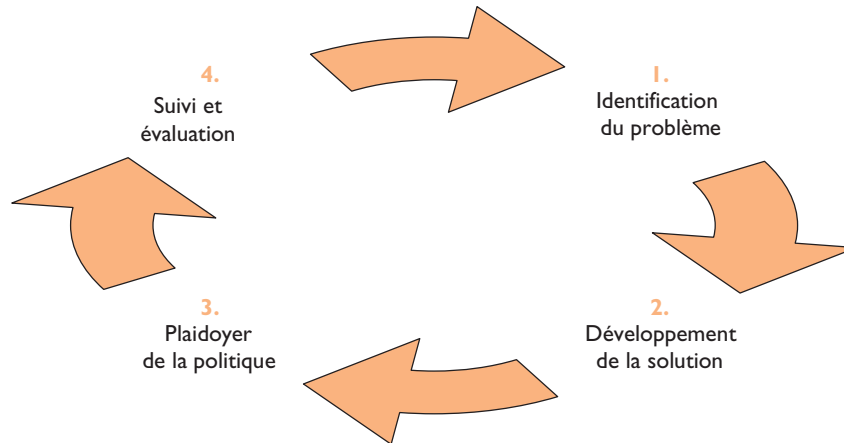 1.
Identification
du problème
2.
Développement
de la solution
3.
Plaidoyer
de la politique
4.
Suivi et
évaluation